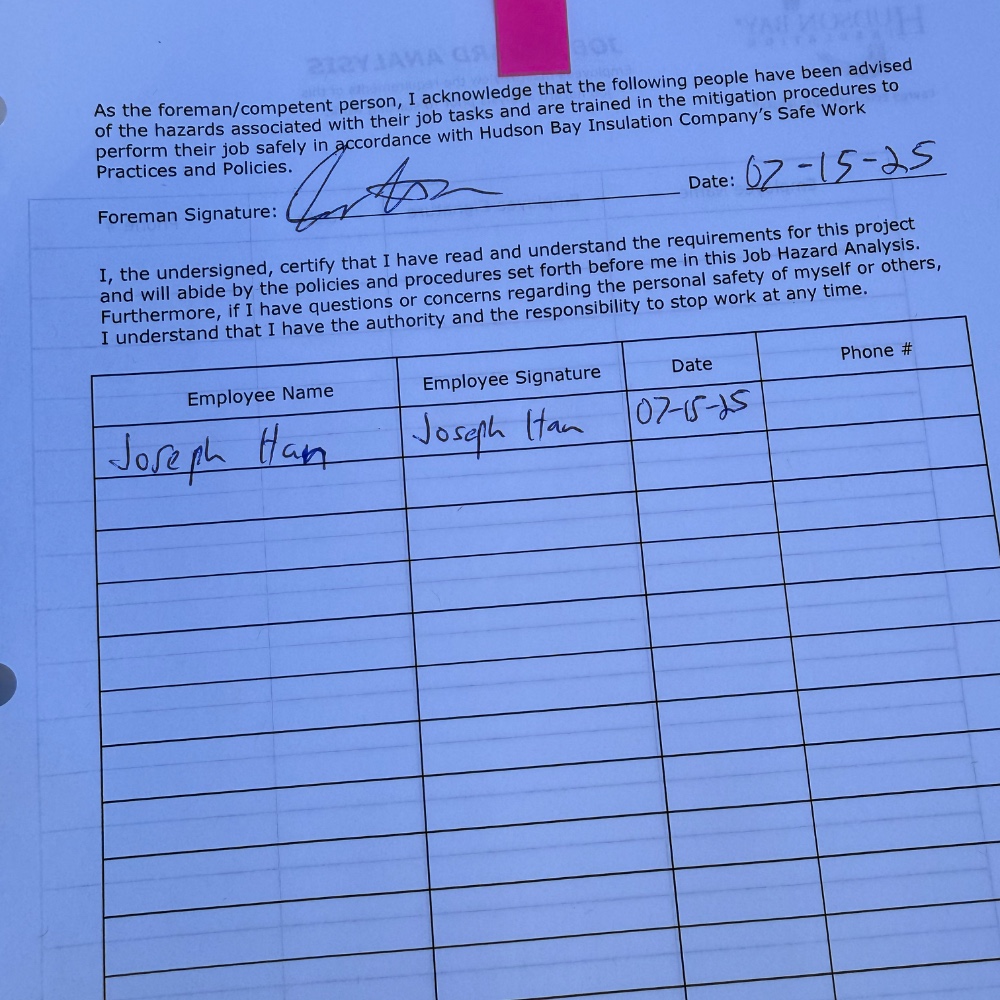 As the foreman/competent person, I acknowledge that the following people have been advised
of the hazards associated with their job tasks and are trained in the mitigation procedures to
perform their job safely in accordance with Hudson Bay Insulation Company's Safe Work
Practices and Policies.
Foreman Signature: Date: 07-15-25
I, the undersigned, certify that I have read and understand the requirements for this project
and will abide by the policies and procedures set forth before me in this Job Hazard Analysis.
Furthermore, if I have questions or concerns regarding the personal safety of myself or others,
I understand that I have the authority and the responsibility to stop work at any time.
Employee Name Employee Signature Date Phone #
Joseph Han Joseph Han 07-15-25